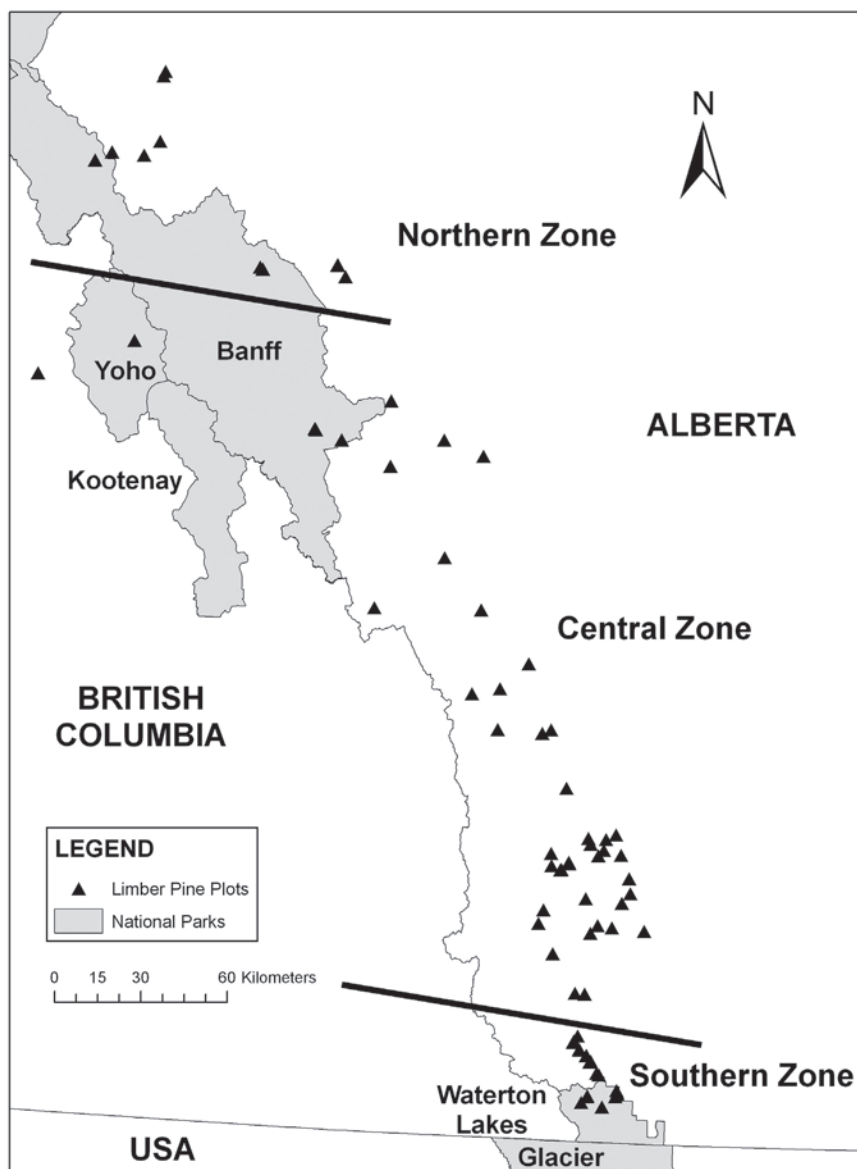 N
Northern Zone
Banff
Yoho
ALBERTA
Kootenay
Central Zone
BRITISH
COLUMBIA
LEGEND
Limber Pine Plots
National Parks
0 15 30 60 Kilometers
Southern Zone
Waterton
Lakes
USA
Glacier